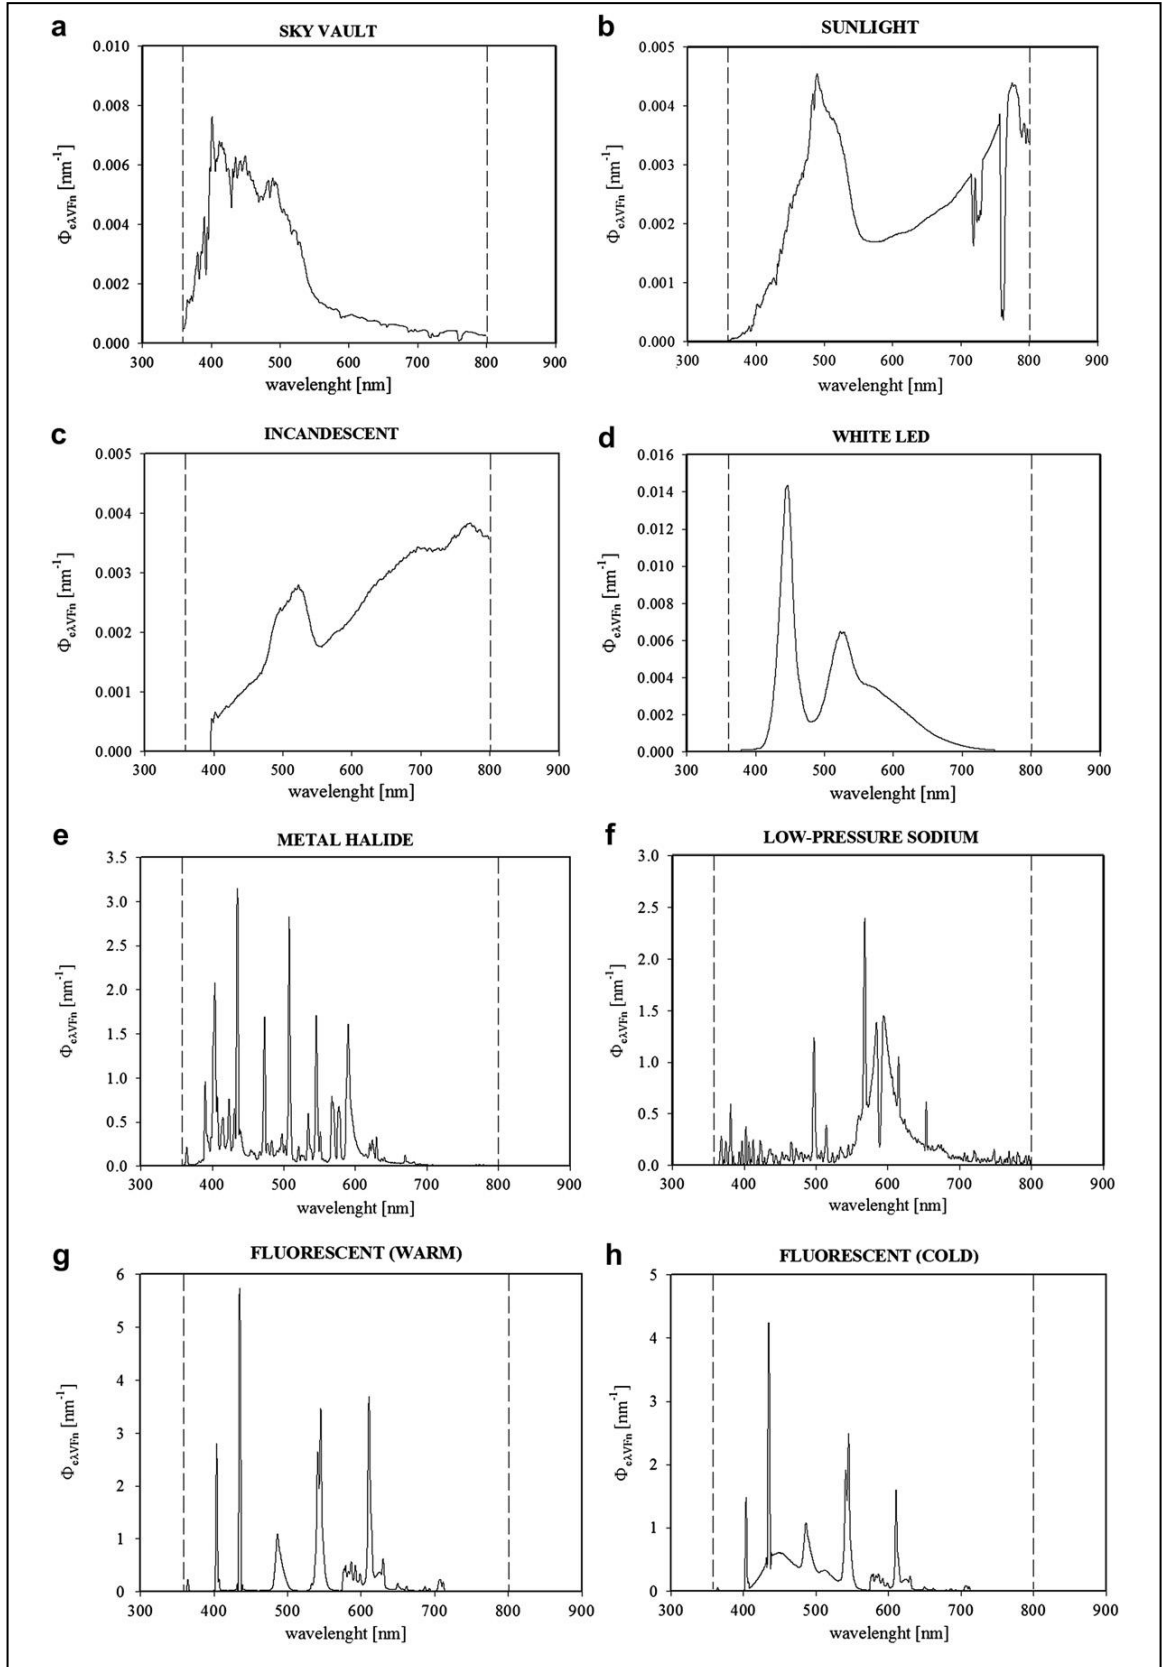 a
SKY VAULT
0.010
0.008
0.006
0.004
0.002
0.000
Φeλ,VFn [nm-1]
300 400 500 600 700 800 900
wavelenght [nm]
b
SUNLIGHT
0.005
0.004
0.003
0.002
0.001
0.000
ΦeλVFn [nm-1]
300 400 500 600 700 800 900
wavelenght [nm]
c
INCANDESCENT
0.005
0.004
0.003
0.002
0.001
0.000
ΦeλVFn [nm-1]
300 400 500 600 700 800 900
wavelenght [nm]
d
WHITE LED
0.016
0.014
0.012
0.010
0.008
0.006
0.004
0.002
0.000
ΦeλVFn [nm-1]
300 400 500 600 700 800 900
wavelenght [nm]
e
METAL HALIDE
3.5
3.0
2.5
2.0
1.5
1.0
0.5
0.0
ΦeλVFn [nm-1]
300 400 500 600 700 800 900
wavelenght [nm]
f
LOW-PRESSURE SODIUM
3.0
2.5
2.0
1.5
1.0
0.5
0.0
ΦeλVFn [nm-1]
300 400 500 600 700 800 900
wavelenght [nm]
g
FLUORESCENT (WARM)
6
5
4
3
2
1
0
ΦeλVFn [nm-1]
300 400 500 600 700 800 900
wavelenght [nm]
h
FLUORESCENT (COLD)
5
4
3
2
1
0
ΦeλVFn [nm-1]
300 400 500 600 700 800 900
wavelenght [nm]